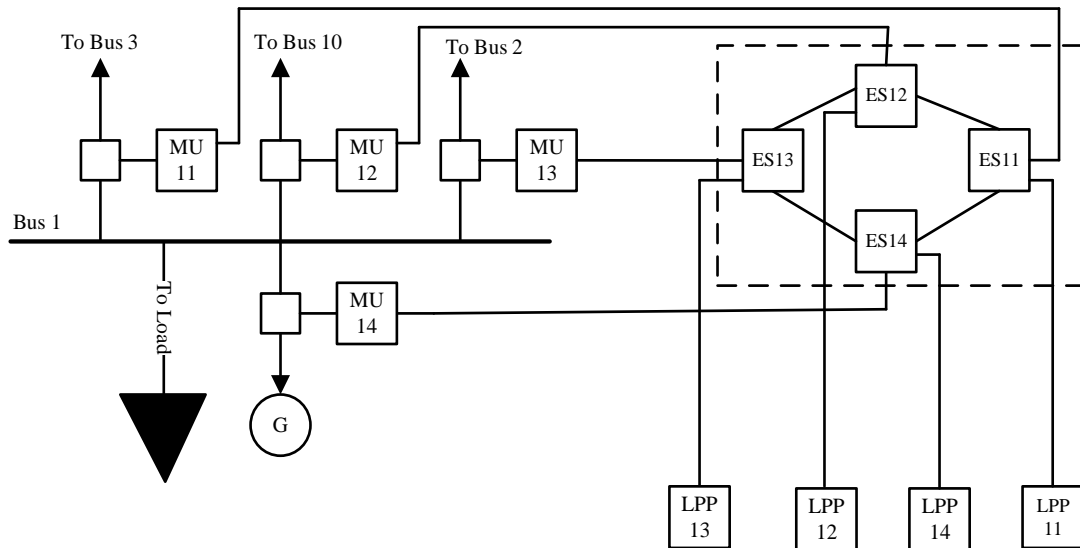 To Bus 3
To Bus 10
To Bus 2
MU
11
MU
12
MU
13
ES12
ES13
ES11
ES14
Bus 1
To Load
MU
14
G
LPP
13
LPP
12
LPP
14
LPP
11